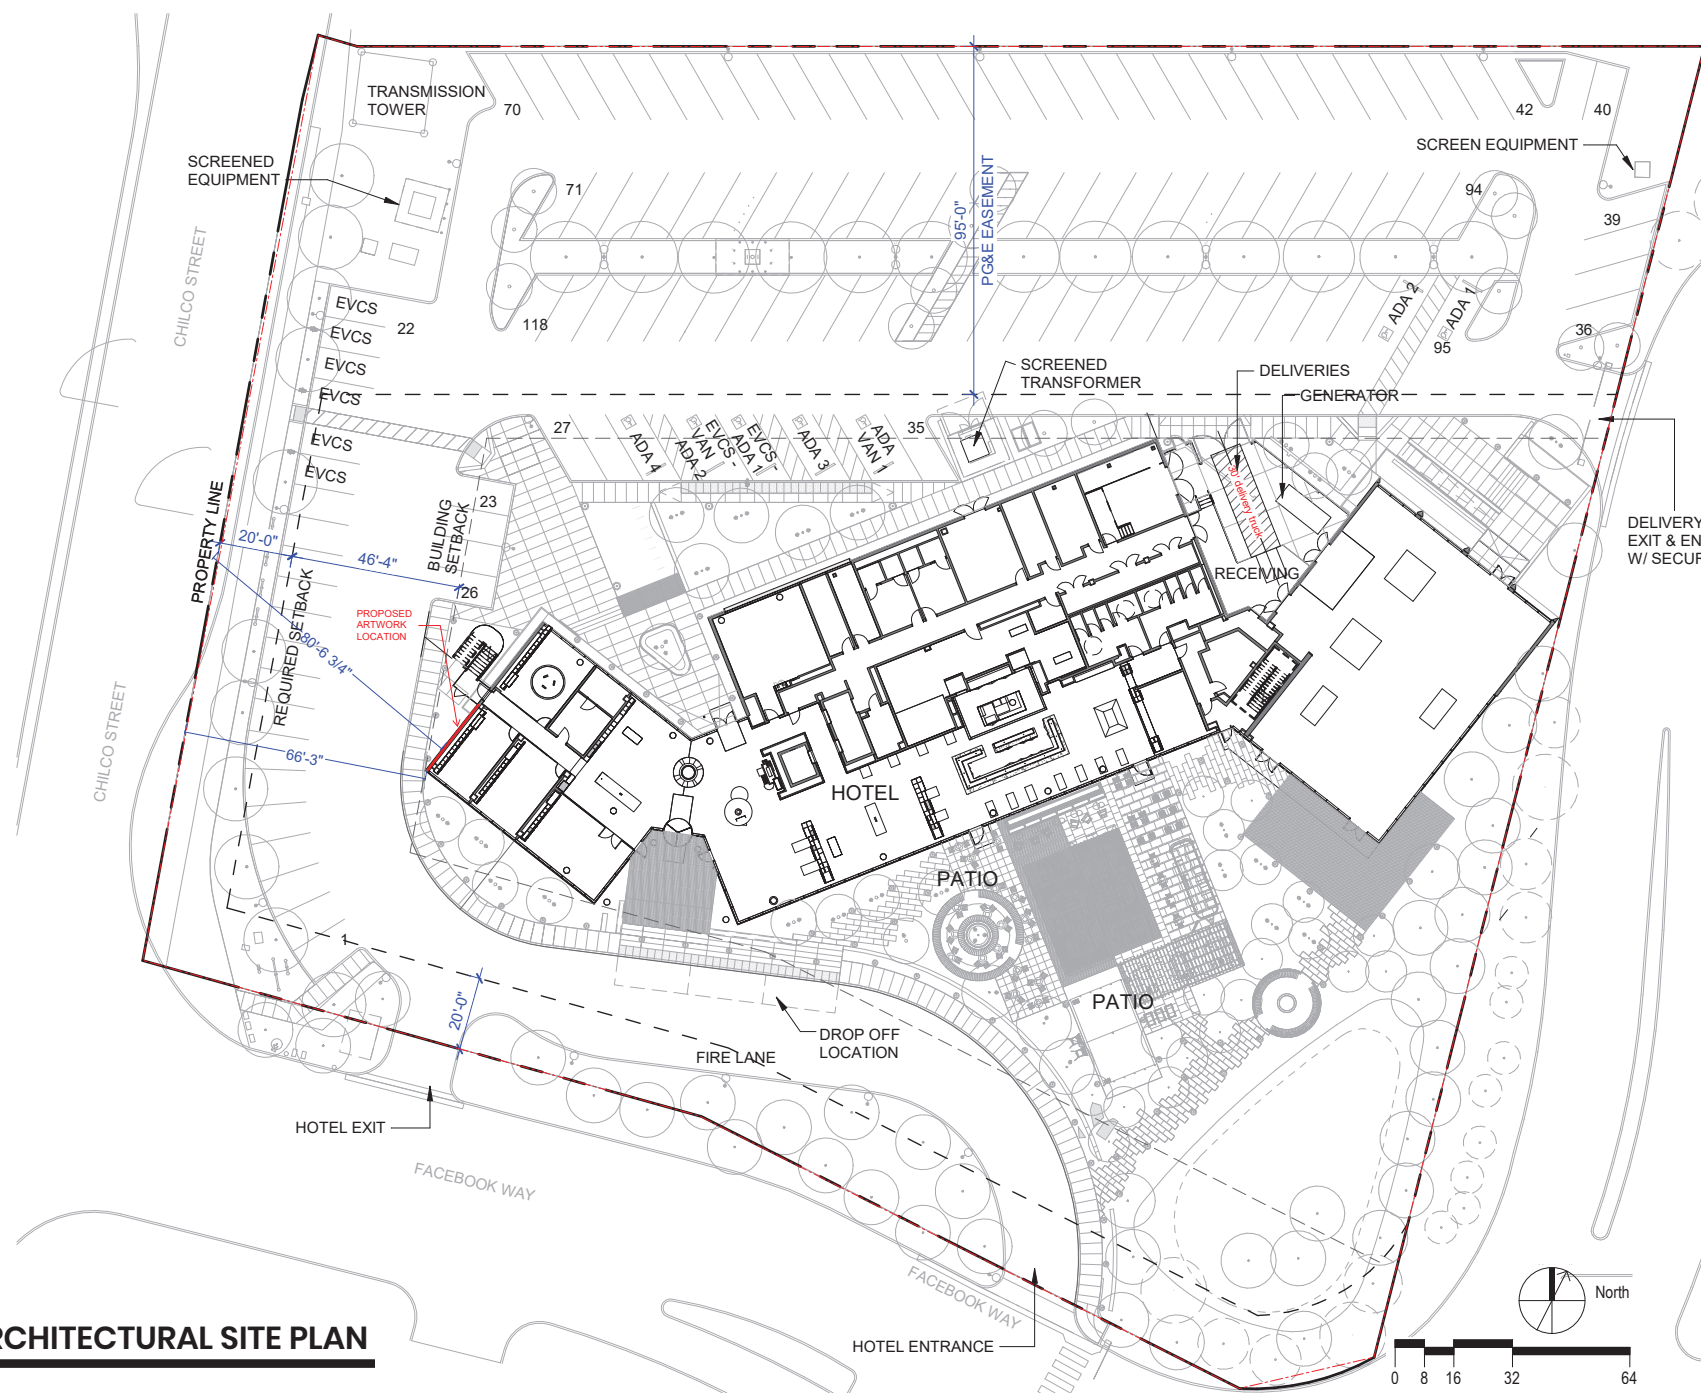 TRANSMISSION
TOWER
70
42
40
SCREENED
EQUIPMENT
SCREEN EQUIPMENT
71
95'-0"
PG&E EASEMENT
94
39
CHILCO STREET
EVCS
EVCS
EVCS
EVCS
EVCS
EVCS
22
118
ADA 2
ADA 1
95
36
SCREENED
TRANSFORMER
DELIVERIES
GENERATOR
27
ADA 4
VAN
ADA 2
EVCS -
ADA 1
EVCS -
ADA 3
ADA
VAN 1
35
30' delivery truck
DELIVERY
EXIT & EN
W/ SECUR
PROPERTY LINE
20'-0"
46'-4"
BUILDING
SETBACK
23
26
REQUIRED SETBACK
PROPOSED
ARTWORK
LOCATION
80'-6 3/4"
66'-3"
RECEIVING
CHILCO STREET
HOTEL
PATIO
PATIO
1
20'-0"
DROP OFF
LOCATION
FIRE LANE
HOTEL EXIT
FACEBOOK WAY
FACEBOOK WAY
HOTEL ENTRANCE
North
RCHITECTURAL SITE PLAN
0 8 16 32 64